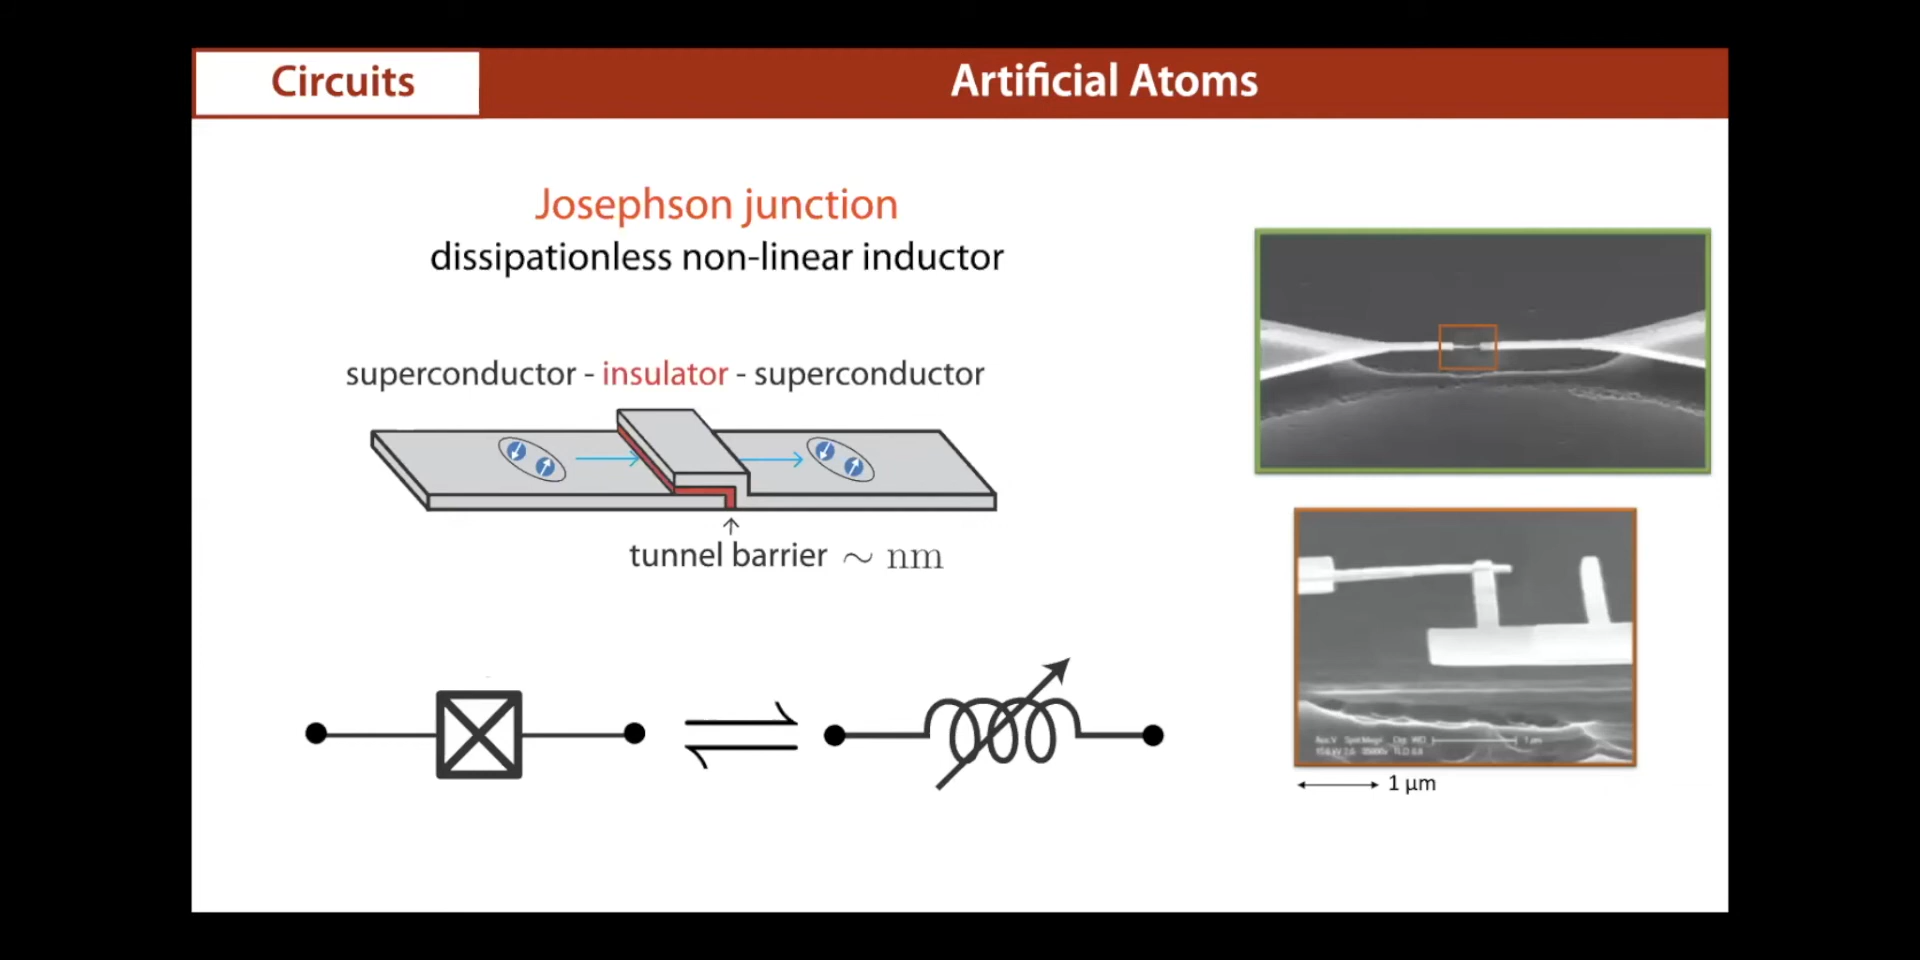 Circuits
Artificial Atoms
Josephson junction
dissipationless non-linear inductor
superconductor - insulator - superconductor
tunnel barrier ∼ nm
1 μm